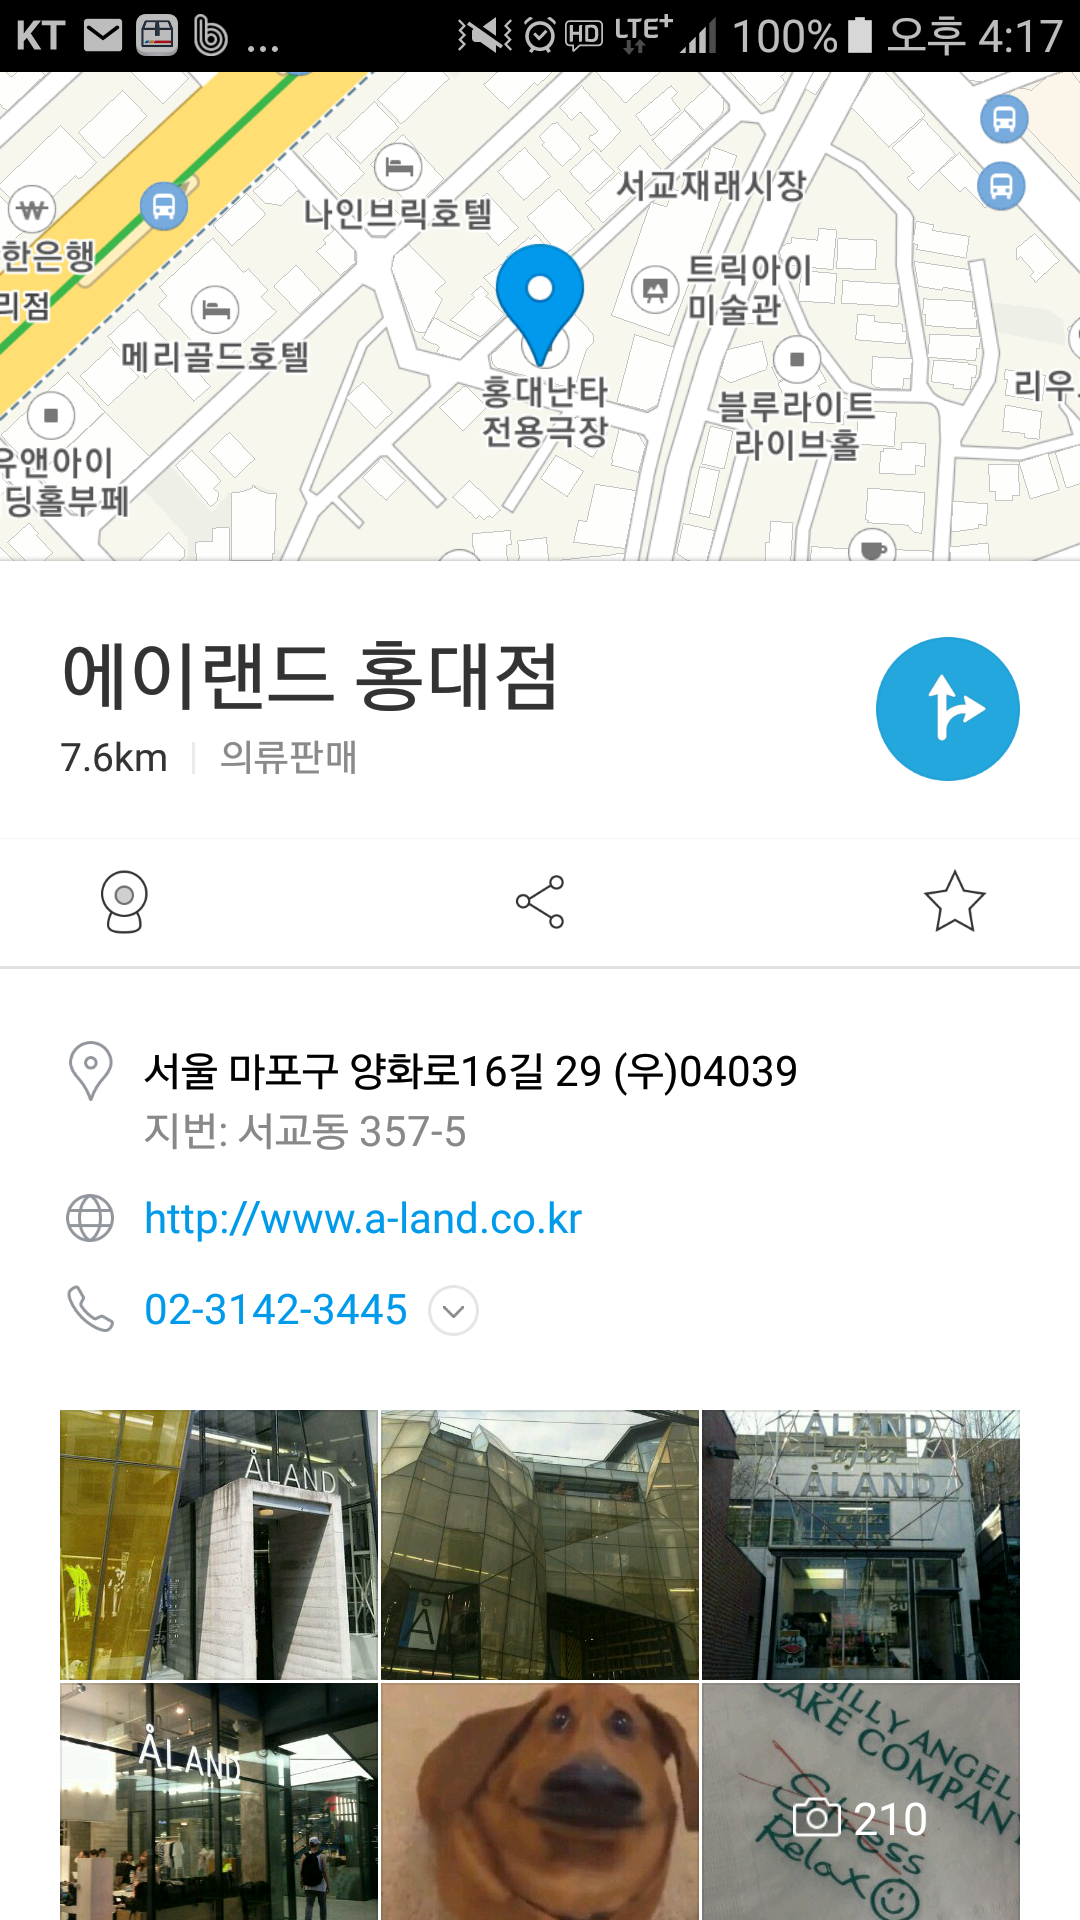 KT ... HD LTE+ 100% 오후 4:17
서교재래시장
나인브릭호텔
한은행
리점
트릭아이
미술관
메리골드호텔
홍대난타
전용극장
리우
블루라이트
라이브홀
유앤아이
딩홀부페
에이랜드 홍대점
7.6km 의류판매
서울 마포구 양화로16길 29 (우)04039
지번: 서교동 357-5
http://www.a-land.co.kr
02-3142-3445
ÅLAND
Å
ÅLAND
ÅLAND
ÅLAND
BILLY ANGEL
CAKE COMPANY
Stress
Relax
210